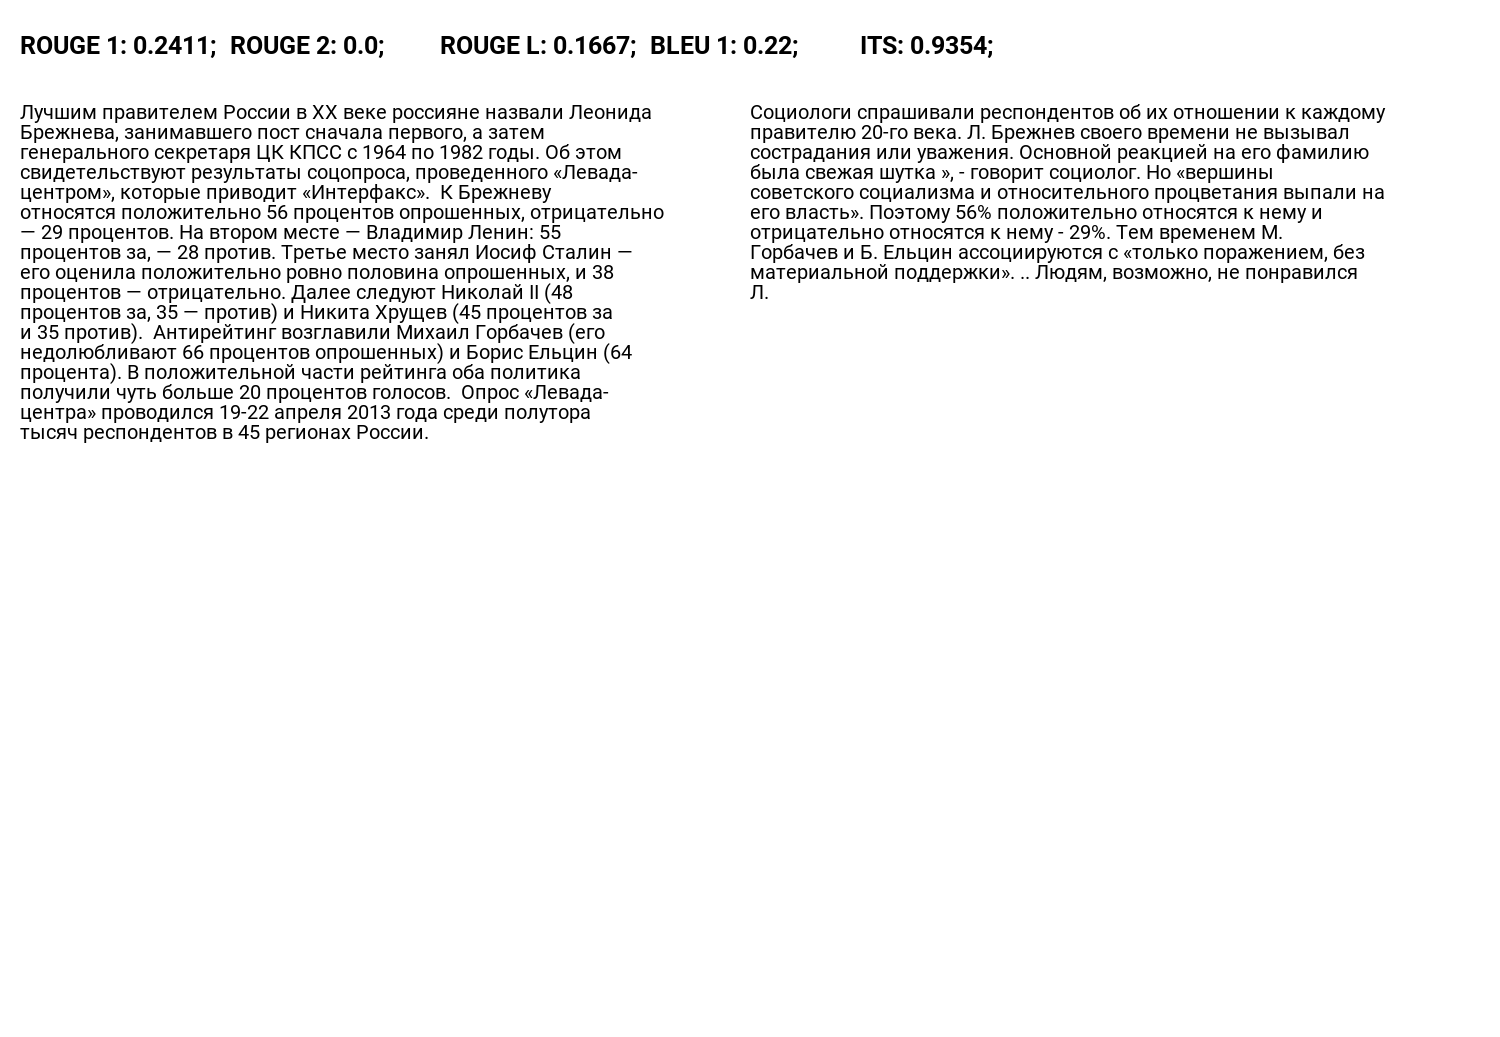 ROUGE 1: 0.2411; ROUGE 2: 0.0; ROUGE L: 0.1667; BLEU 1: 0.22; ITS: 0.9354;
Лучшим правителем России в XX веке россияне назвали Леонида
Брежнева, занимавшего пост сначала первого, а затем
генерального секретаря ЦК КПСС с 1964 по 1982 годы. Об этом
свидетельствуют результаты соцопроса, проведенного «Левада-
центром», которые приводит «Интерфакс».  К Брежневу
относятся положительно 56 процентов опрошенных, отрицательно
— 29 процентов. На втором месте — Владимир Ленин: 55
процентов за, — 28 против. Третье место занял Иосиф Сталин —
его оценила положительно ровно половина опрошенных, и 38
процентов — отрицательно. Далее следуют Николай II (48
процентов за, 35 — против) и Никита Хрущев (45 процентов за
и 35 против).  Антирейтинг возглавили Михаил Горбачев (его
недолюбливают 66 процентов опрошенных) и Борис Ельцин (64
процента). В положительной части рейтинга оба политика
получили чуть больше 20 процентов голосов.  Опрос «Левада-
центра» проводился 19-22 апреля 2013 года среди полутора
тысяч респондентов в 45 регионах России.
Социологи спрашивали респондентов об их отношении к каждому
правителю 20-го века. Л. Брежнев своего времени не вызывал
сострадания или уважения. Основной реакцией на его фамилию
была свежая шутка », - говорит социолог. Но «вершины
советского социализма и относительного процветания выпали на
его власть». Поэтому 56% положительно относятся к нему и
отрицательно относятся к нему - 29%. Тем временем М.
Горбачев и Б. Ельцин ассоциируются с «только поражением, без
материальной поддержки». .. Людям, возможно, не понравился
Л.